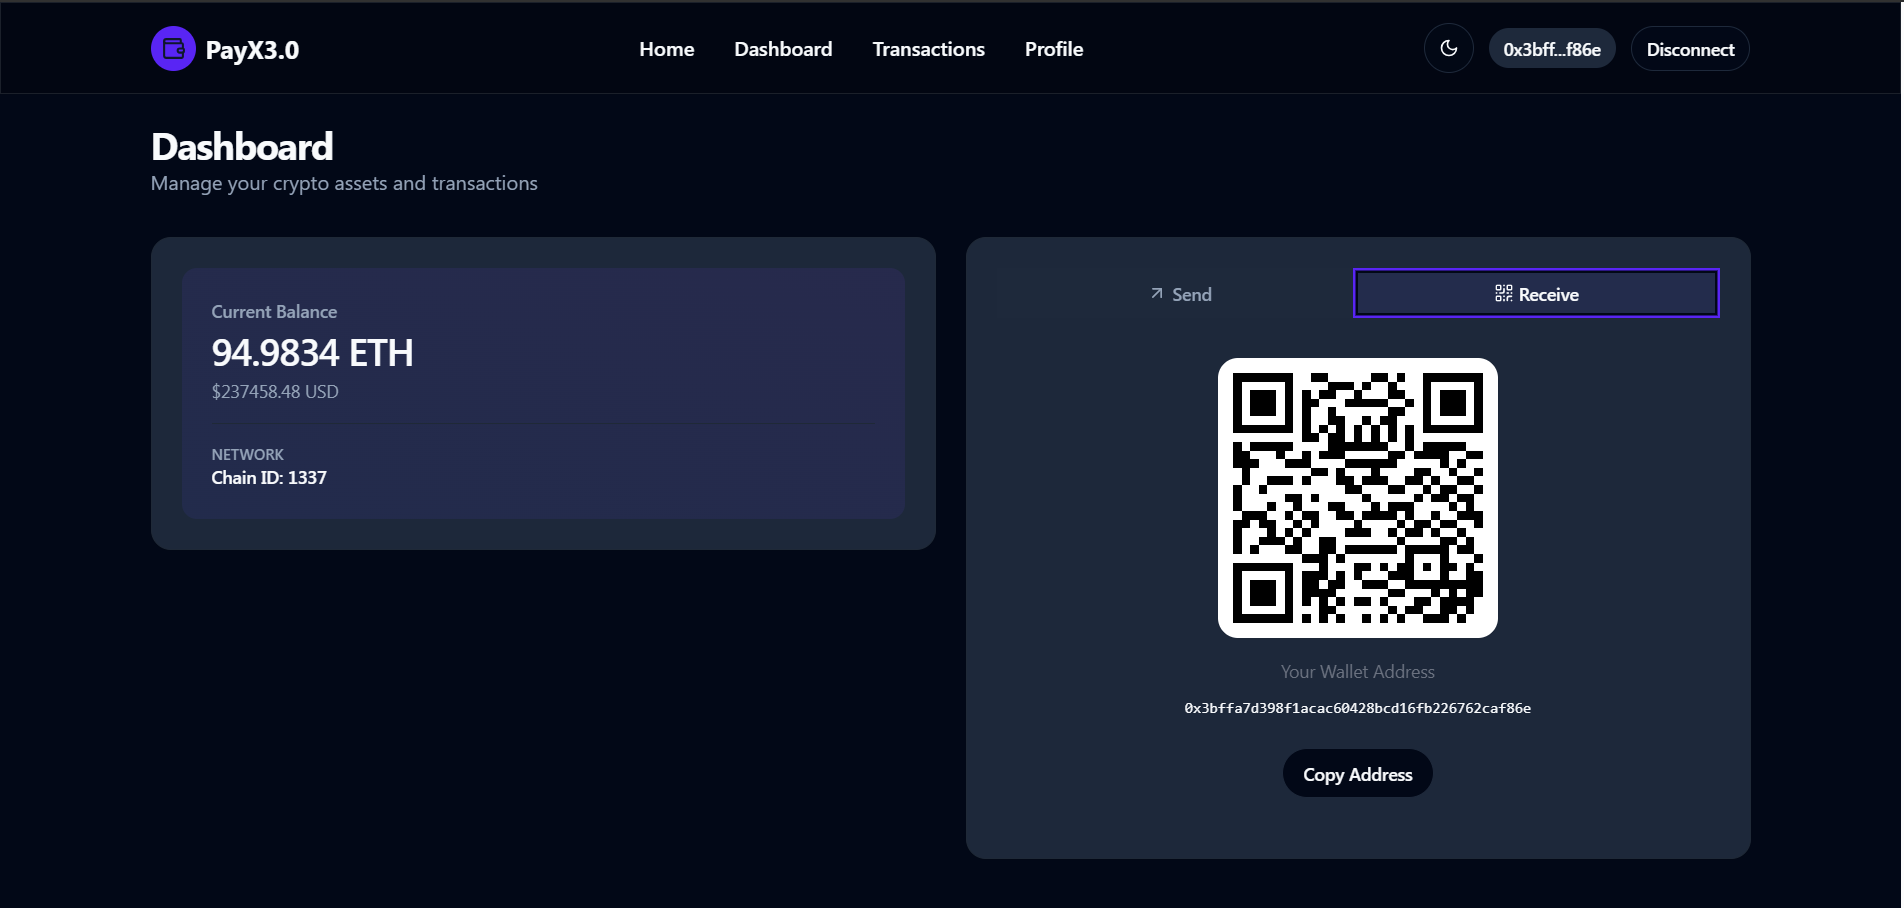 PayX3.0
Home
Dashboard
Transactions
Profile
0x3bff...f86e
Disconnect
Dashboard
Manage your crypto assets and transactions
Current Balance
94.9834 ETH
$237458.48 USD
NETWORK
Chain ID: 1337
Send
Receive
Your Wallet Address
0x3bffa7d398f1acac60428bcd16fb226762caf86e
Copy Address